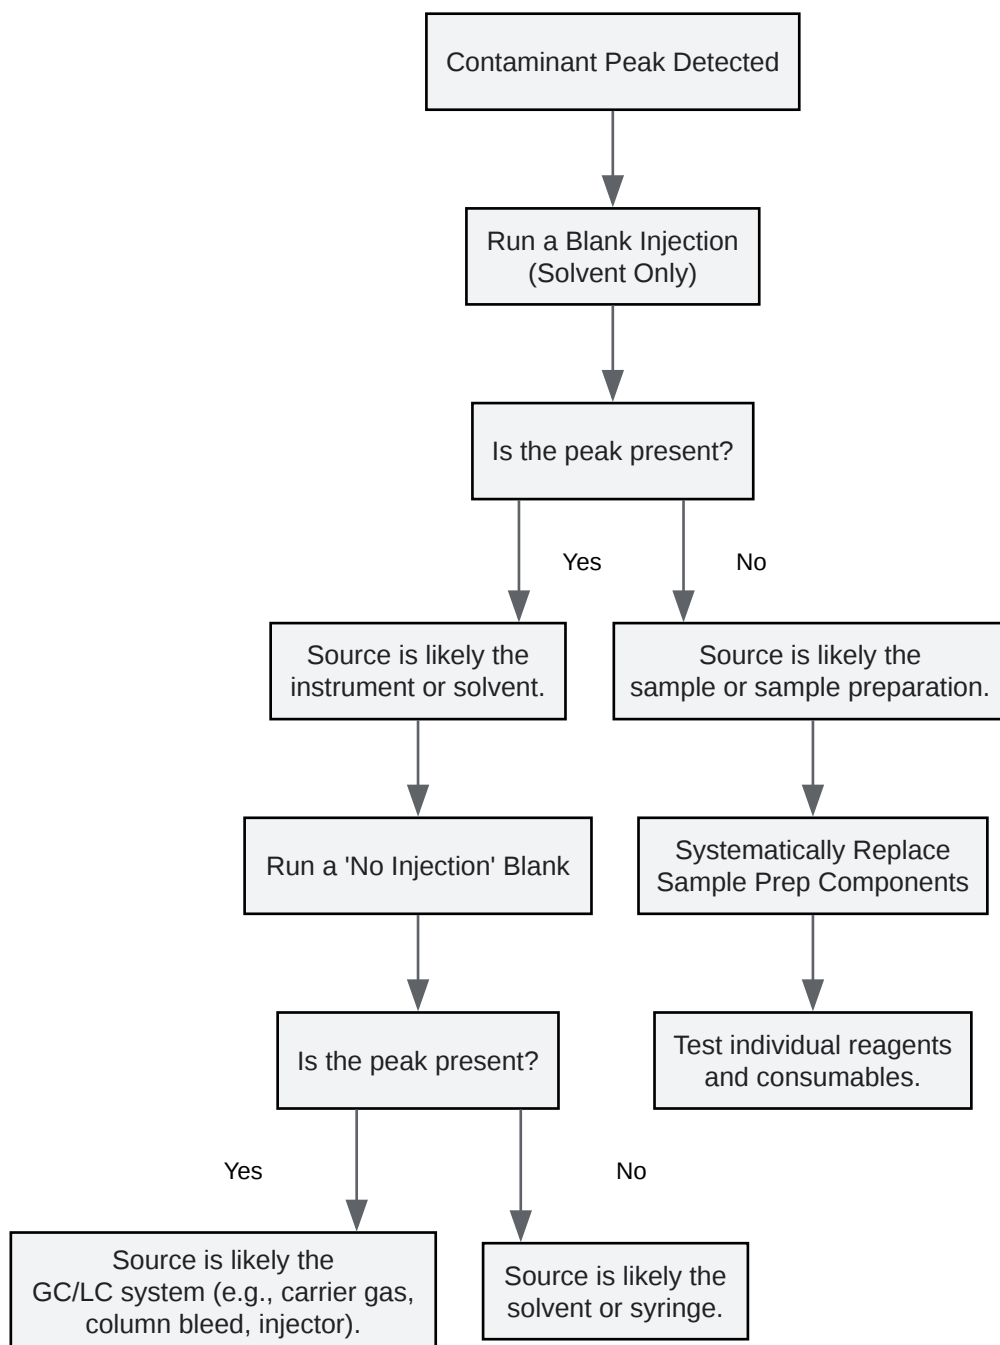 Contaminant Peak Detected
Run a Blank Injection
(Solvent Only)
Is the peak present?
Yes
No
Source is likely the
instrument or solvent.
Source is likely the
sample or sample preparation.
Run a 'No Injection' Blank
Systematically Replace
Sample Prep Components
Is the peak present?
Test individual reagents
and consumables.
Yes
No
Source is likely the
GC/LC system (e.g., carrier gas,
column bleed, injector).
Source is likely the
solvent or syringe.